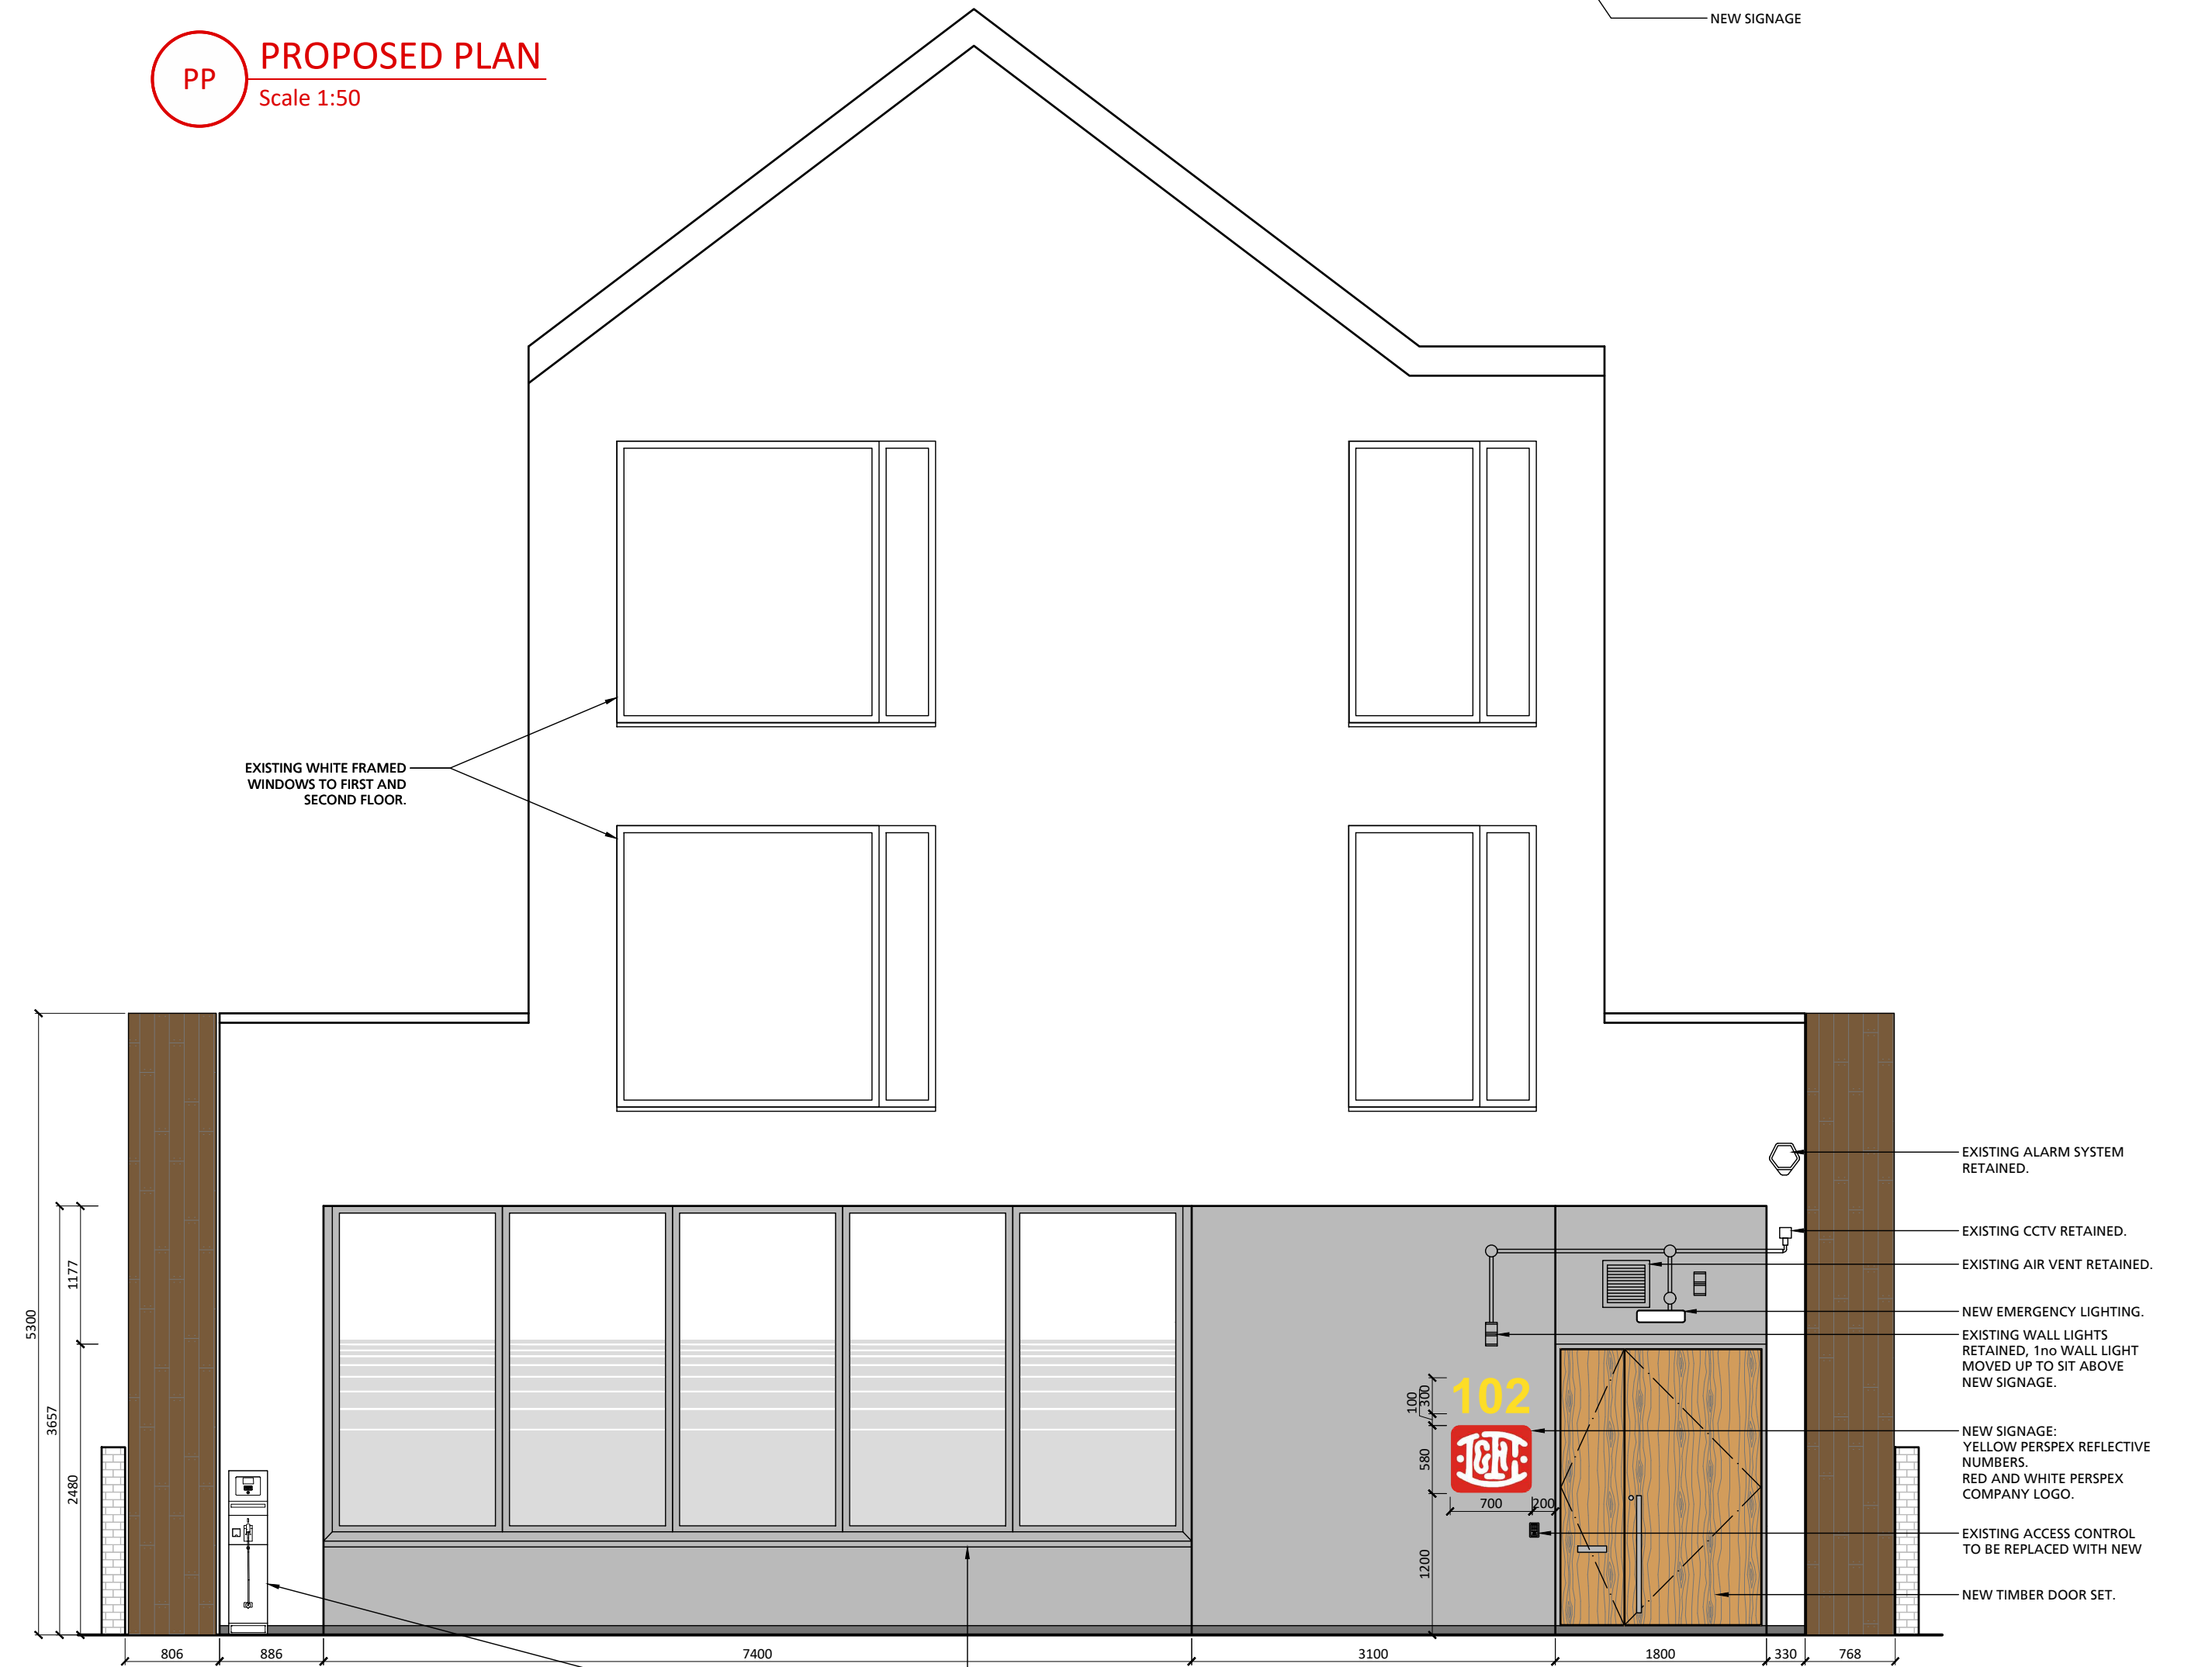 NEW SIGNAGE
PP
PROPOSED PLAN
Scale 1:50
EXISTING WHITE FRAMED
WINDOWS TO FIRST AND
SECOND FLOOR.
EXISTING ALARM SYSTEM
RETAINED.
EXISTING CCTV RETAINED.
EXISTING AIR VENT RETAINED.
NEW EMERGENCY LIGHTING.
EXISTING WALL LIGHTS
RETAINED, 1no WALL LIGHT
MOVED UP TO SIT ABOVE
NEW SIGNAGE.
NEW SIGNAGE:
YELLOW PERSPEX REFLECTIVE
NUMBERS.
RED AND WHITE PERSPEX
COMPANY LOGO.
EXISTING ACCESS CONTROL
TO BE REPLACED WITH NEW
NEW TIMBER DOOR SET.
5300
3657
1177
2480
102
100
300
580
700
200
1200
806
886
7400
3100
1800
330
768